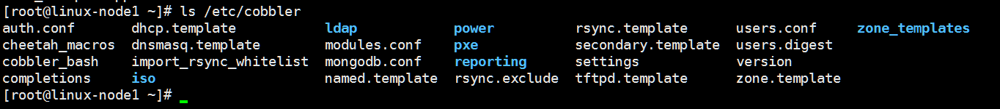 [root@linux-node1 ~]# ls /etc/cobbler
auth.conf dhcp.template ldap power rsync.template users.conf zone_templates
cheetah_macros dnsmasq.template modules.conf pxe secondary.template users.digest
cobbler_bash import_rsync_whitelist mongodb.conf reporting settings version
completions iso named.template rsync.exclude tftpd.template zone.template
[root@linux-node1 ~]#